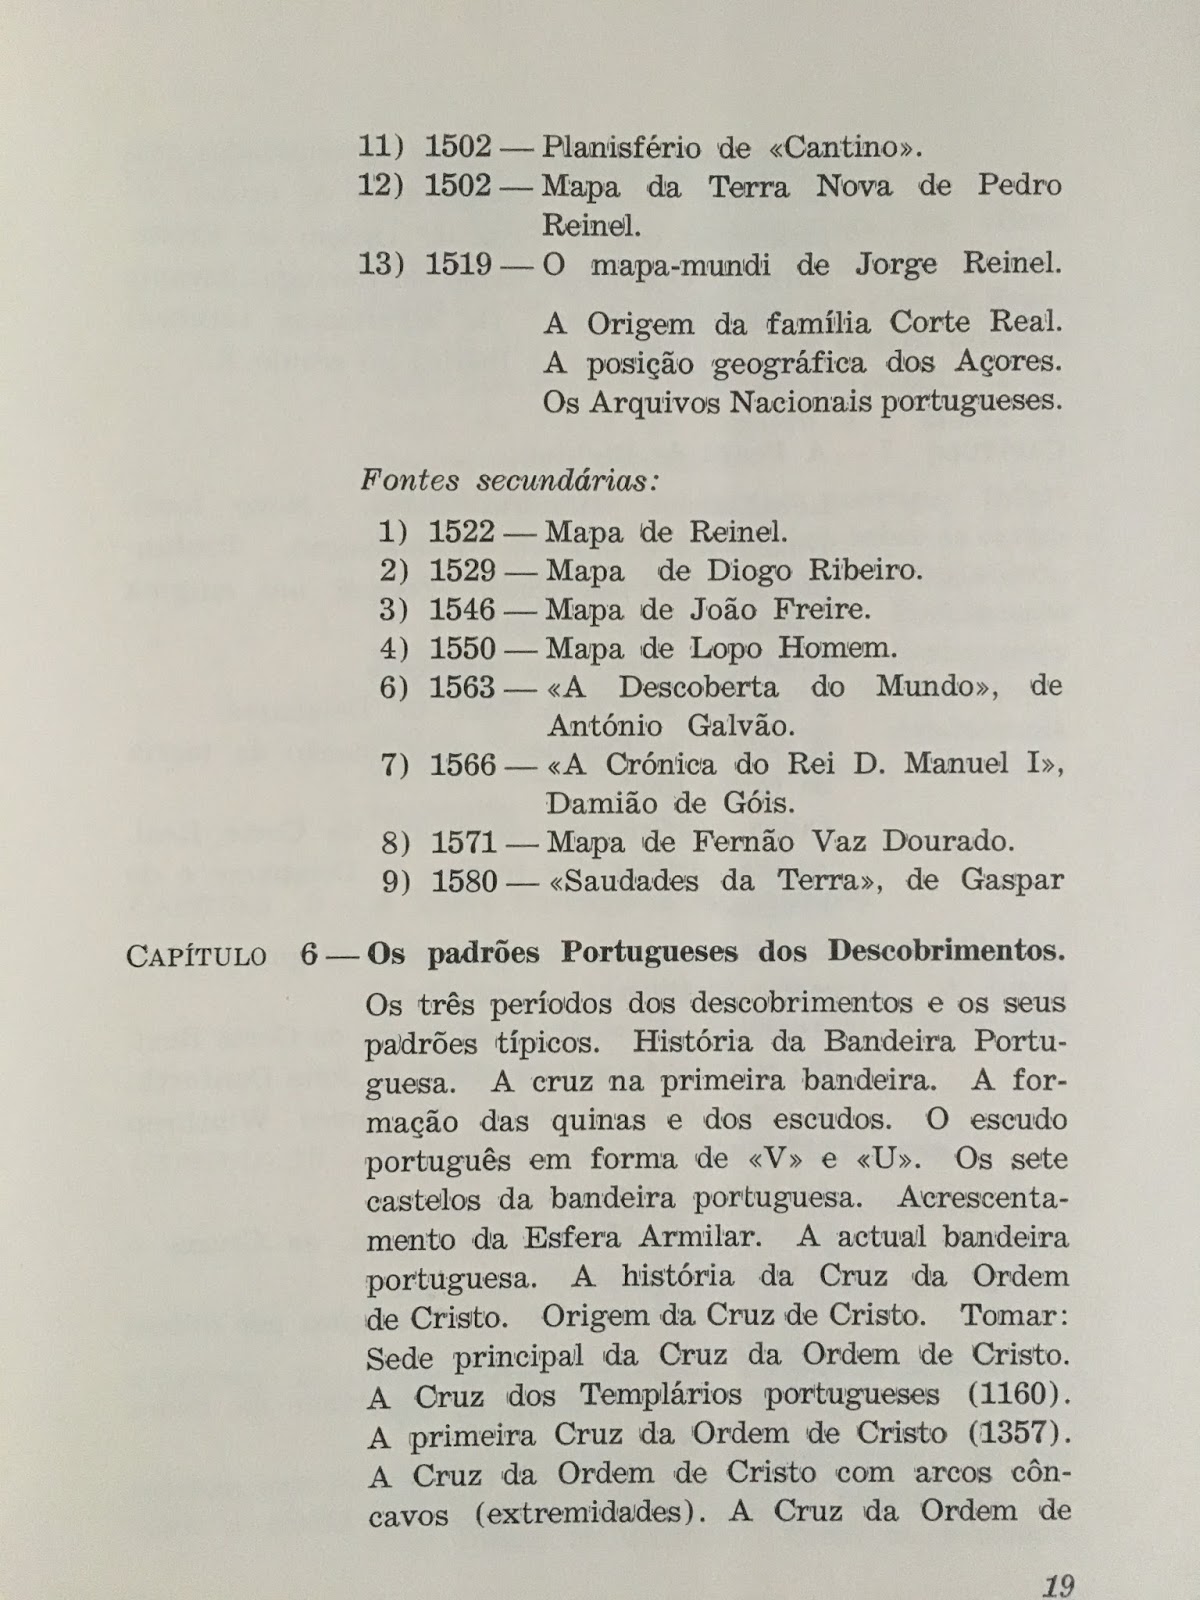 11) 1502 — Planisfério de «Cantino».
12) 1502 — Mapa da Terra Nova de Pedro
Reinel.
13) 1519 — O mapa-mundi de Jorge Reinel.
A Origem da família Corte Real.
A posição geográfica dos Açores.
Os Arquivos Nacionais portugueses.
Fontes secundárias:
1) 1522 — Mapa de Reinel.
2) 1529 — Mapa de Diogo Ribeiro.
3) 1546 — Mapa de João Freire.
4) 1550 — Mapa de Lopo Homem.
6) 1563 — «A Descoberta do Mundo», de
António Galvão.
7) 1566 — «A Crónica do Rei D. Manuel I»,
Damião de Góis.
8) 1571 — Mapa de Fernão Vaz Dourado.
9) 1580 — «Saudades da Terra», de Gaspar
CAPÍTULO 6 — Os padrões Portugueses dos Descobrimentos.
Os três períodos dos descobrimentos e os seus
padrões típicos. História da Bandeira Portu-
guesa. A cruz na primeira bandeira. A for-
mação das quinas e dos escudos. O escudo
português em forma de «V» e «U». Os sete
castelos da bandeira portuguesa. Acrescenta-
mento da Esfera Armilar. A actual bandeira
portuguesa. A história da Cruz da Ordem
de Cristo. Origem da Cruz de Cristo. Tomar:
Sede principal da Cruz da Ordem de Cristo.
A Cruz dos Templários portugueses (1160).
A primeira Cruz da Ordem de Cristo (1357).
A Cruz da Ordem de Cristo com arcos côn-
cavos (extremidades). A Cruz da Ordem de
19